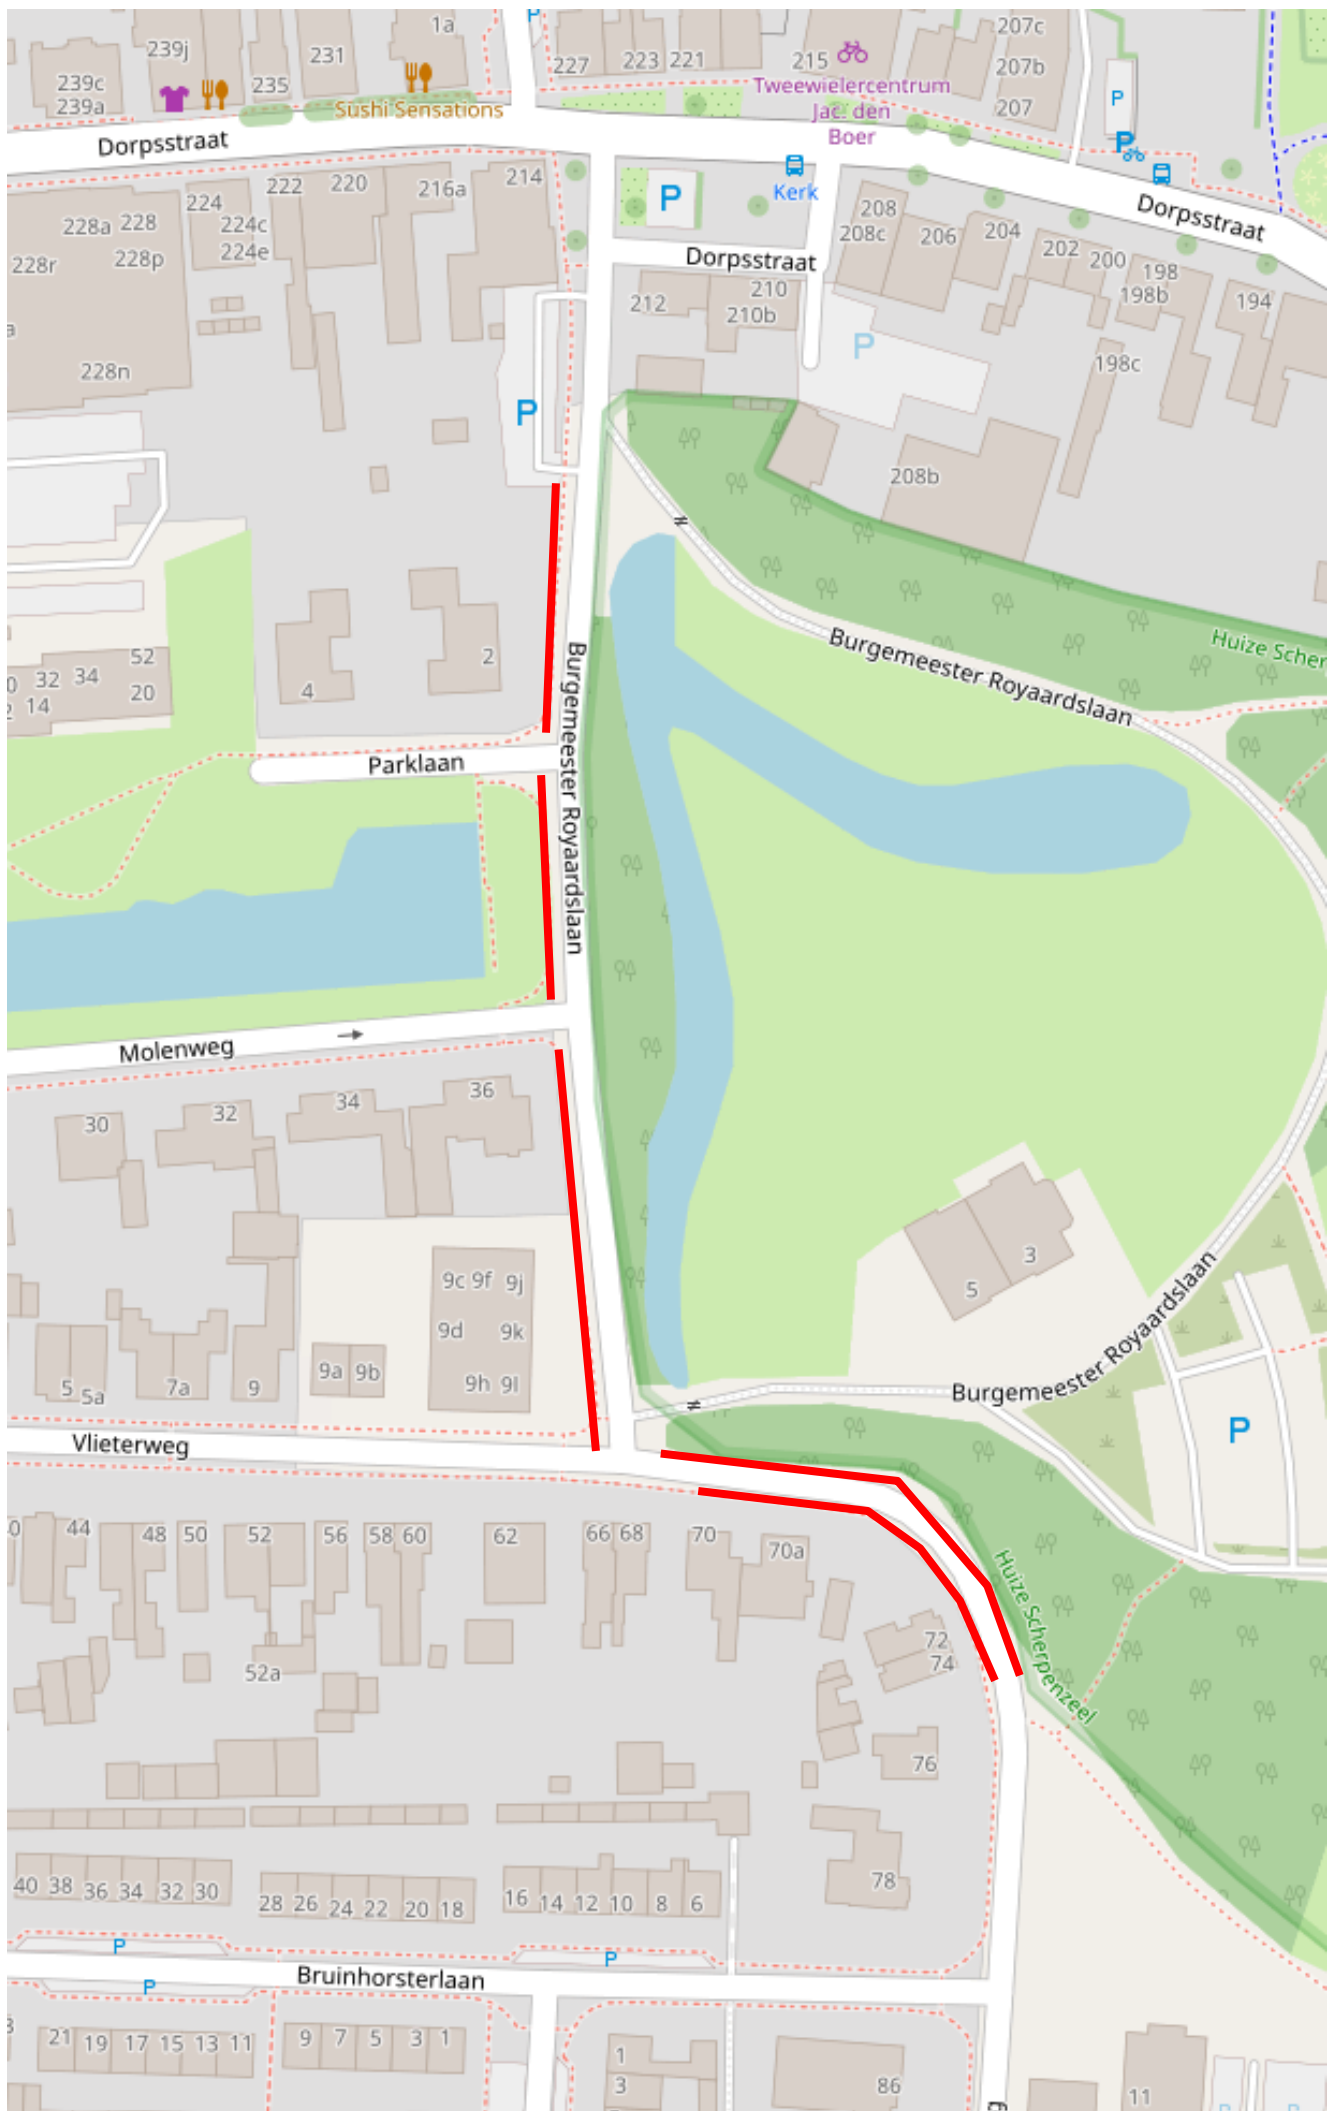 1a
P
239j
231
227
223
221
215
207c
207b
207
239c
239a
235
Sushi Sensations
Tweewielercentrum
Jac. den
Boer
P
P
Dorpsstraat
Kerk
Dorpsstraat
224
222
220
216a
214
P
208
208c
206
204
202
200
198
198b
194
228a
228
224c
224e
228r
228p
Dorpsstraat
212
210
210b
a
228n
P
P
198c
208b
52
32
34
14
20
4
2
Burgemeester Royaardslaan
Huize Scher
Burgemeester Royaardslaan
Parklaan
Molenweg
30
32
34
36
9c
9f
9j
9d
9k
9h
9l
9a
9b
5
5a
7a
9
3
5
Burgemeester Royaardslaan
P
Vlieterweg
44
48
50
52
56
58
60
62
66
68
70
70a
52a
72
74
76
78
Huize Scherpenzeel
40
38
36
34
32
30
28
26
24
22
20
18
16
14
12
10
8
6
P
P
P
Bruinhorsterlaan
21
19
17
15
13
11
9
7
5
3
1
1
3
86
11